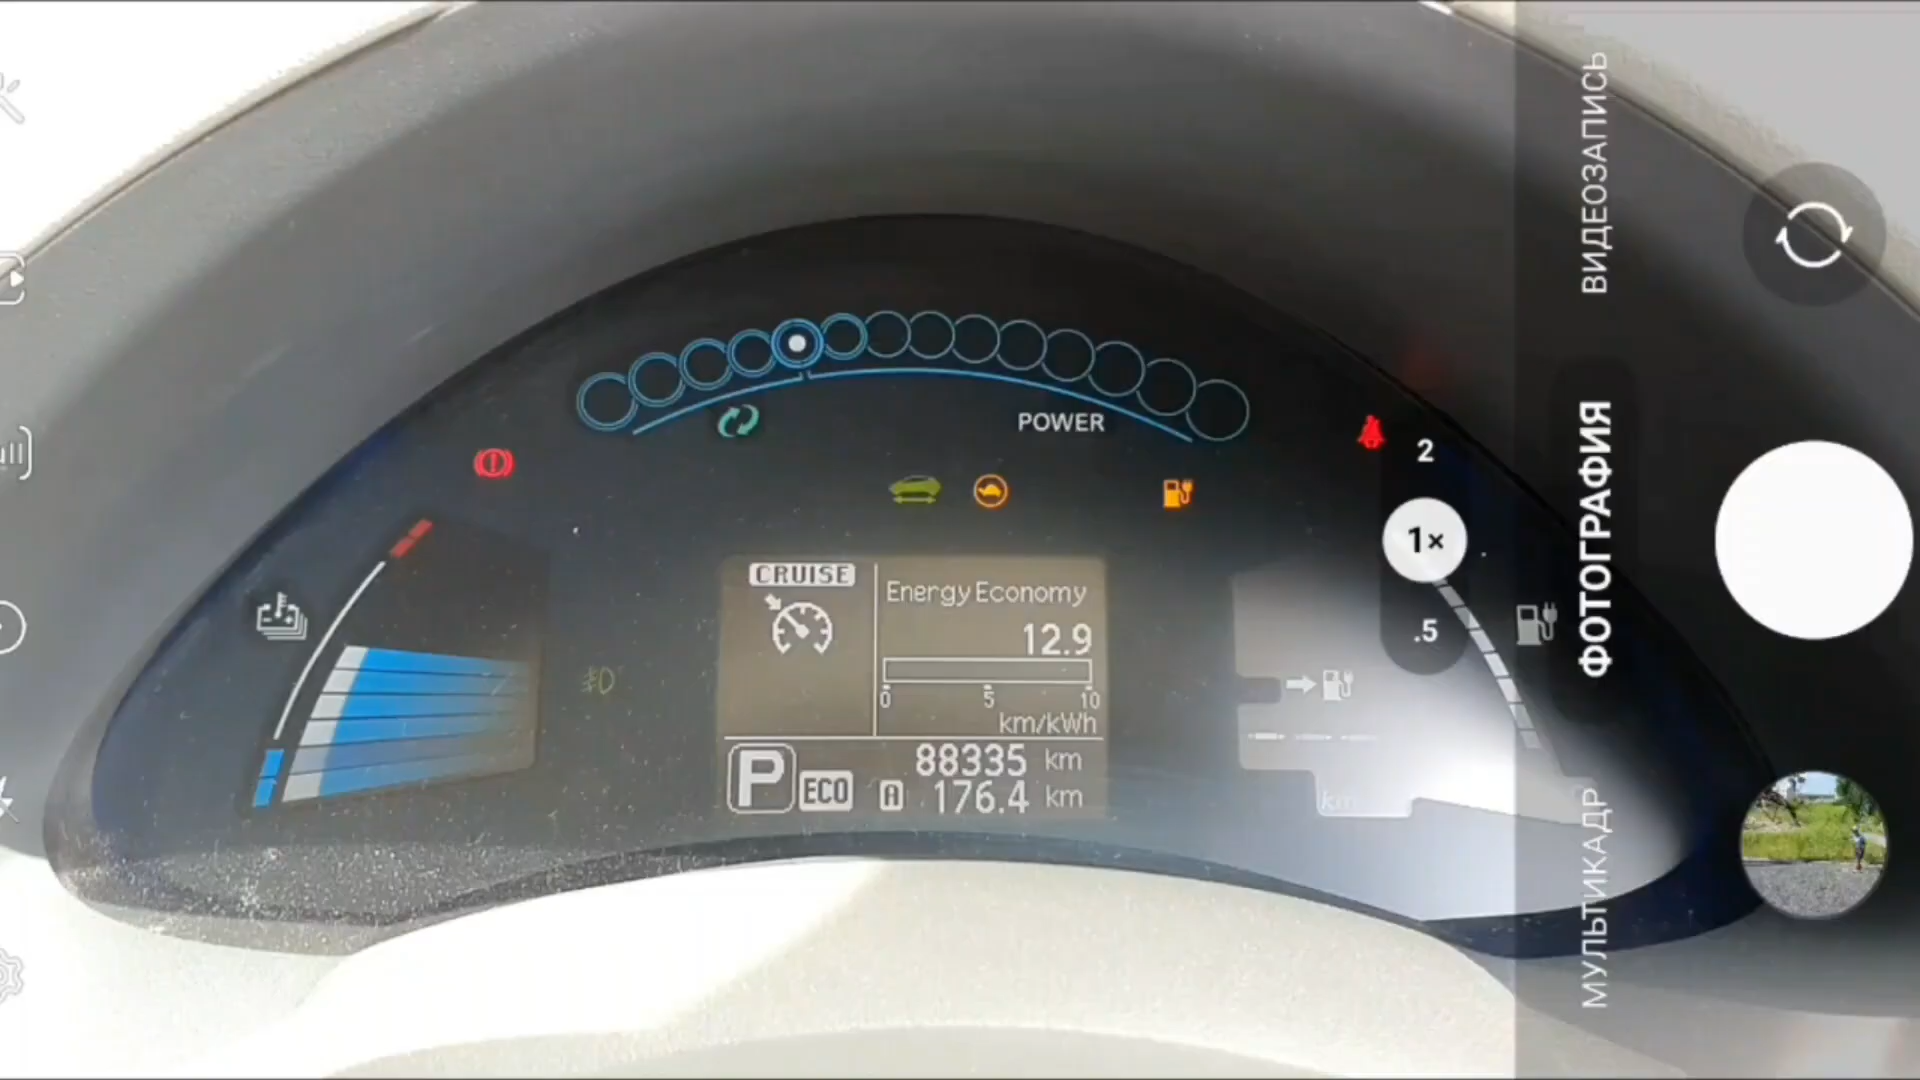 POWER
CRUISE
Energy Economy
12.9
0 5 10
km/kWh
88335 km
P ECO A 176.4 km
km
2
1×
.5
ВИДЕОЗАПИСЬ
ФОТОГРАФИЯ
МУЛЬТИКАДР